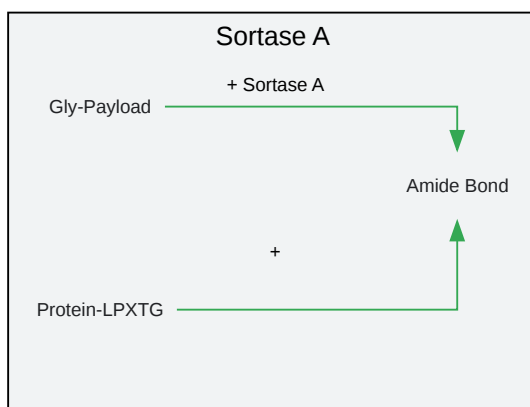 Sortase A
+ Sortase A
Gly-Payload
Amide Bond
+
Protein-LPXTG